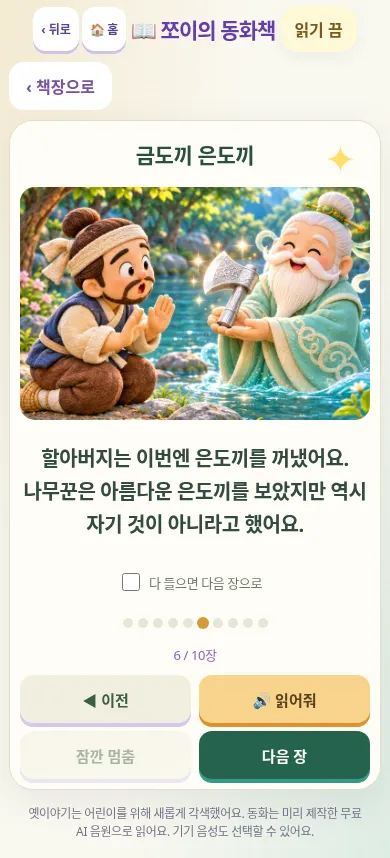 ‹ 뒤로 🏠 홈 📖 쪼이의 동화책 읽기 끔
‹ 책장으로
금도끼 은도끼
할아버지는 이번엔 은도끼를 꺼냈어요.
나무꾼은 아름다운 은도끼를 보았지만 역시
자기 것이 아니라고 했어요.
다 들으면 다음 장으로
6 / 10장
◀ 이전 🔊 읽어줘
잠깐 멈춤 다음 장
옛이야기는 어린이를 위해 새롭게 각색했어요. 동화는 미리 제작한 무료
AI 음원으로 읽어요. 기기 음성도 선택할 수 있어요.